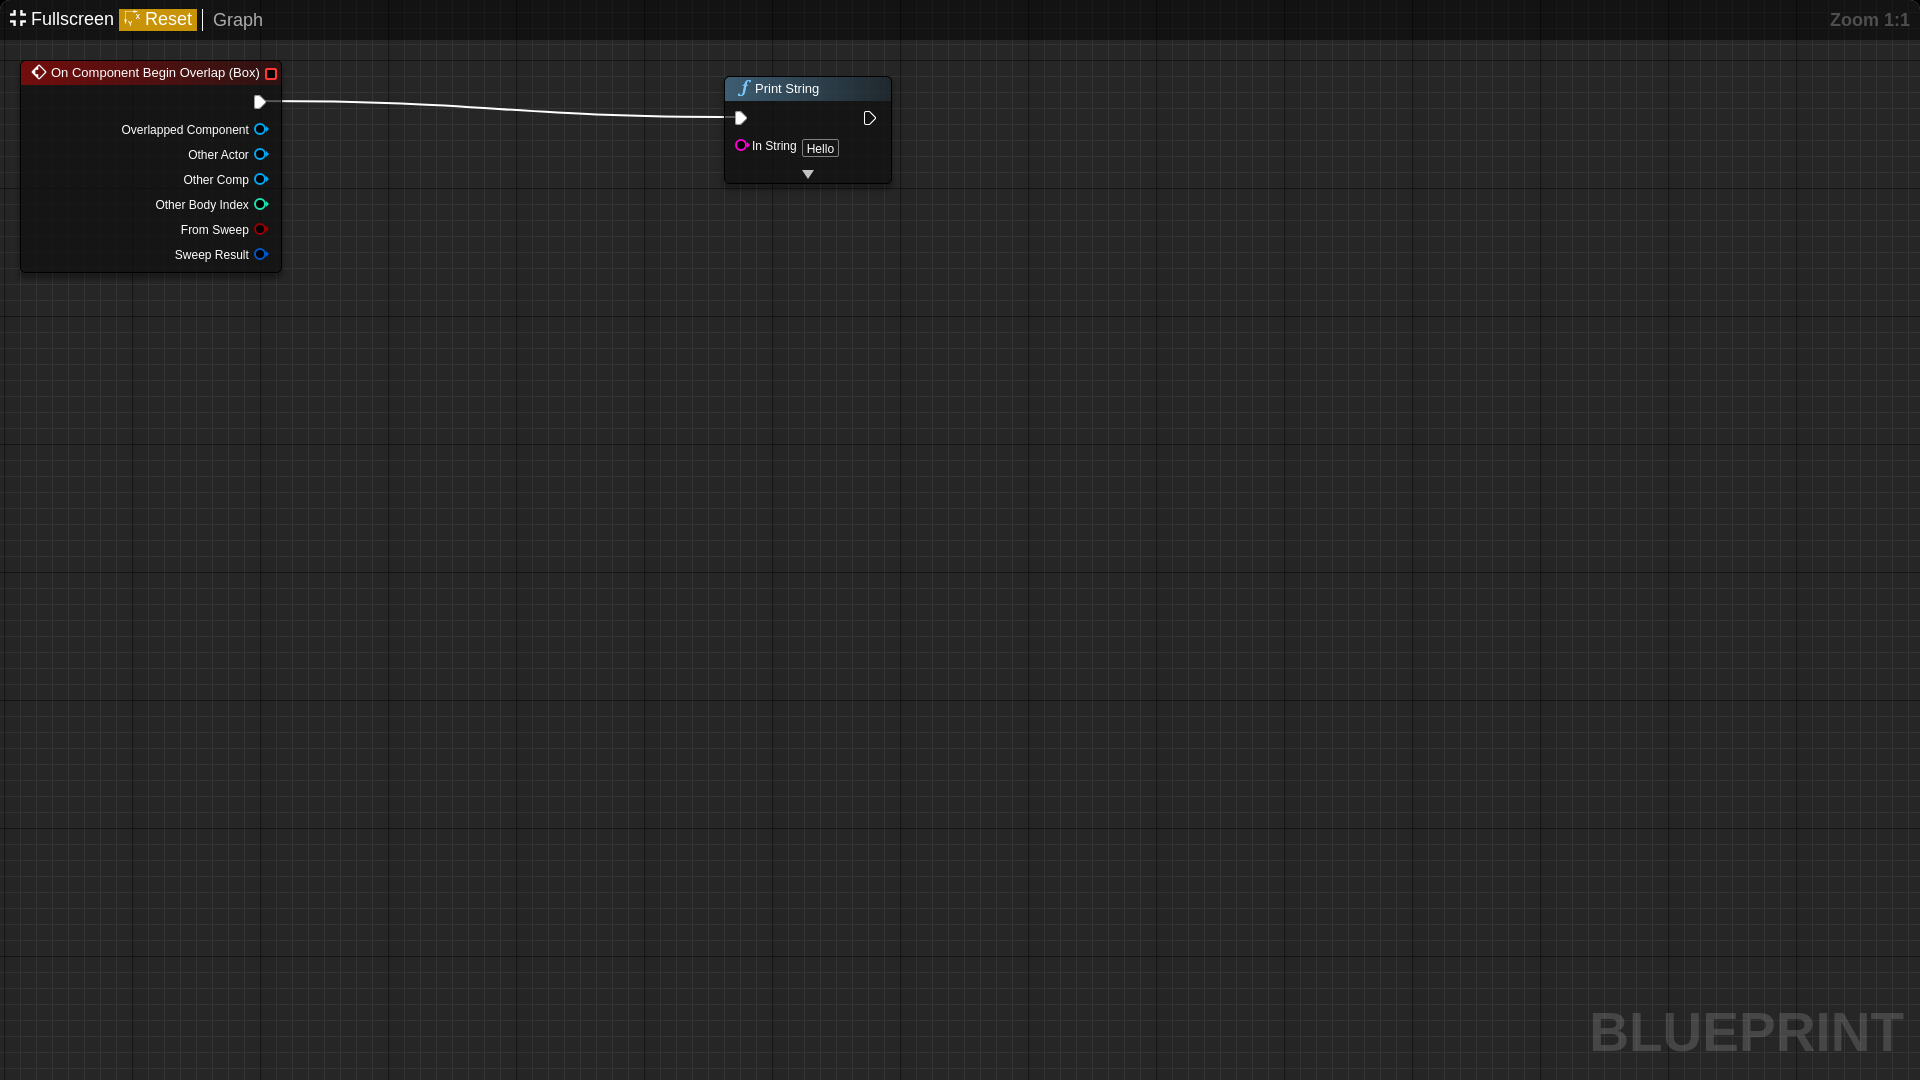 Fullscreen Reset Graph Zoom 1:1
On Component Begin Overlap (Box)
Overlapped Component
Other Actor
Other Comp
Other Body Index
From Sweep
Sweep Result
Print String
In String Hello
BLUEPRINT